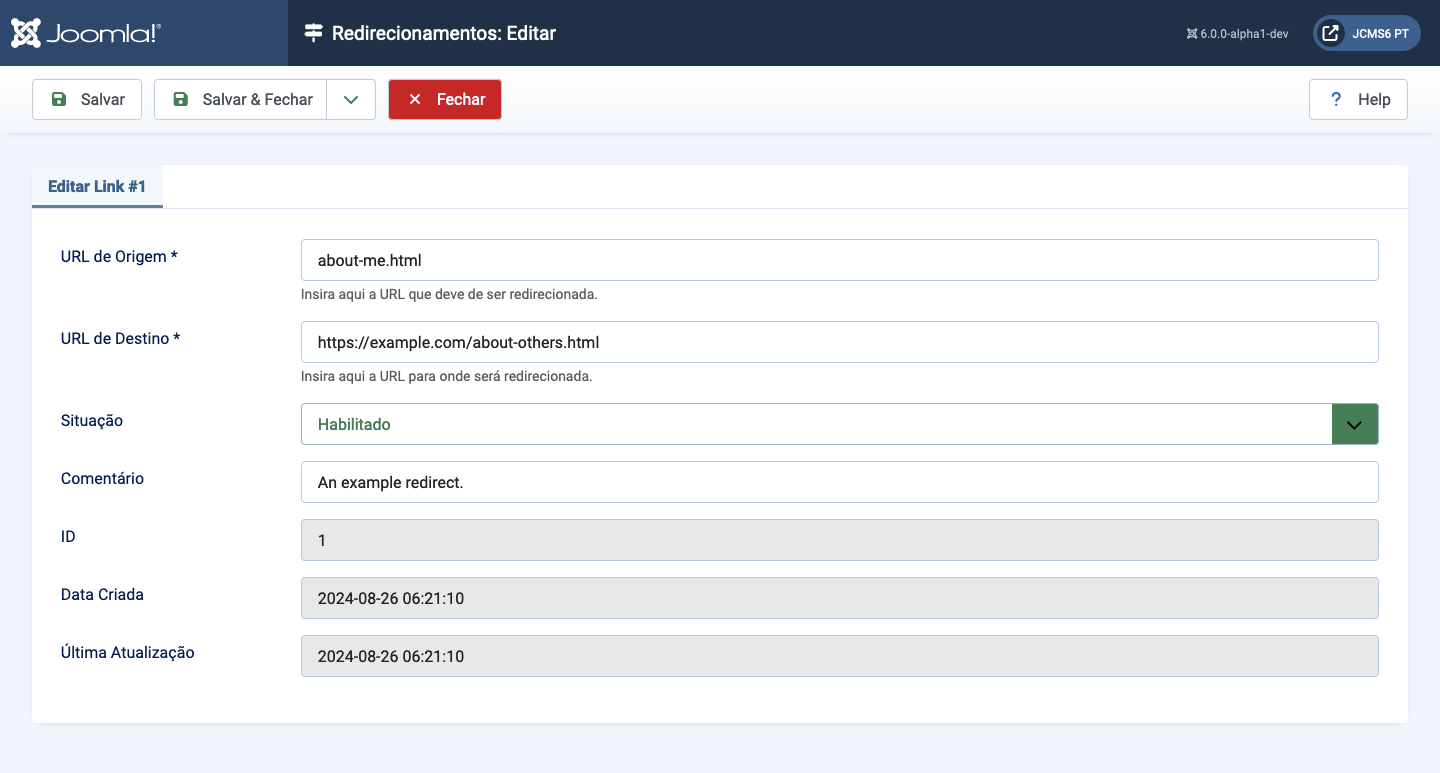 Joomla!®
Redirecionamentos: Editar
6.0.0-alpha1-dev
JCMS6 PT
Salvar
Salvar & Fechar
Fechar
? Help
Editar Link #1
URL de Origem *
about-me.html
Insira aqui a URL que deve de ser redirecionada.
URL de Destino *
https://example.com/about-others.html
Insira aqui a URL para onde será redirecionada.
Situação
Habilitado
Comentário
An example redirect.
ID
1
Data Criada
2024-08-26 06:21:10
Última Atualização
2024-08-26 06:21:10